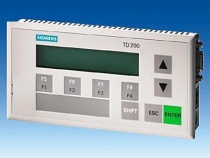 SIEMENS
TD 200
F5 F6 F7 F8
F1 F2 F3 F4
SHIFT ESC ENTER